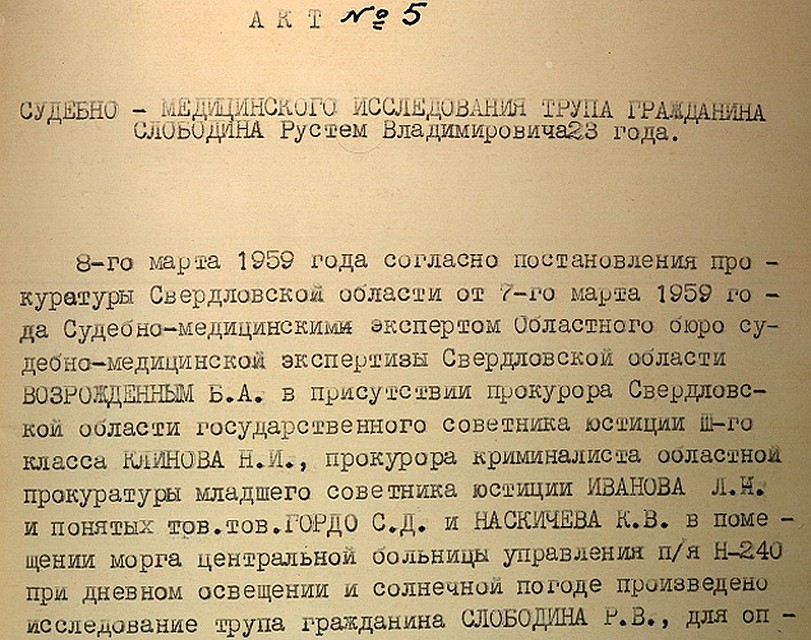 АКТ № 5
СУДЕБНО - МЕДИЦИНСКОГО ИССЛЕДОВАНИЯ ТРУПА ГРАЖДАНИНА
СЛОБОДИНА Рустем Владимировича23 года.
8-го марта 1959 года согласно постановления про -
куратуры Свердловской области от 7-го марта 1959 го -
да Судебно-медицинскими экспертом Областного бюро су-
дебно-медицинской экспертизы Свердловской области
ВОЗРОЖДЕННЫМ Б.А. в присутствии прокурора Свердловс-
кой области государственного советника юстиции Ш-го
класса КЛИНОВА Н.И., прокурора криминалиста областной
прокуратуры младшего советника юстиции ИВАНОВА Л.Н.
и понятых тов.тов.ГОРДО С.Д. и НАСКИЧЕВА К.В. в поме -
щении морга центральной больницы управления п/я Н-240
при дневном освещении и солнечной погоде произведено
исследование трупа гражданина СЛОБОДИНА Р.В., для оп -